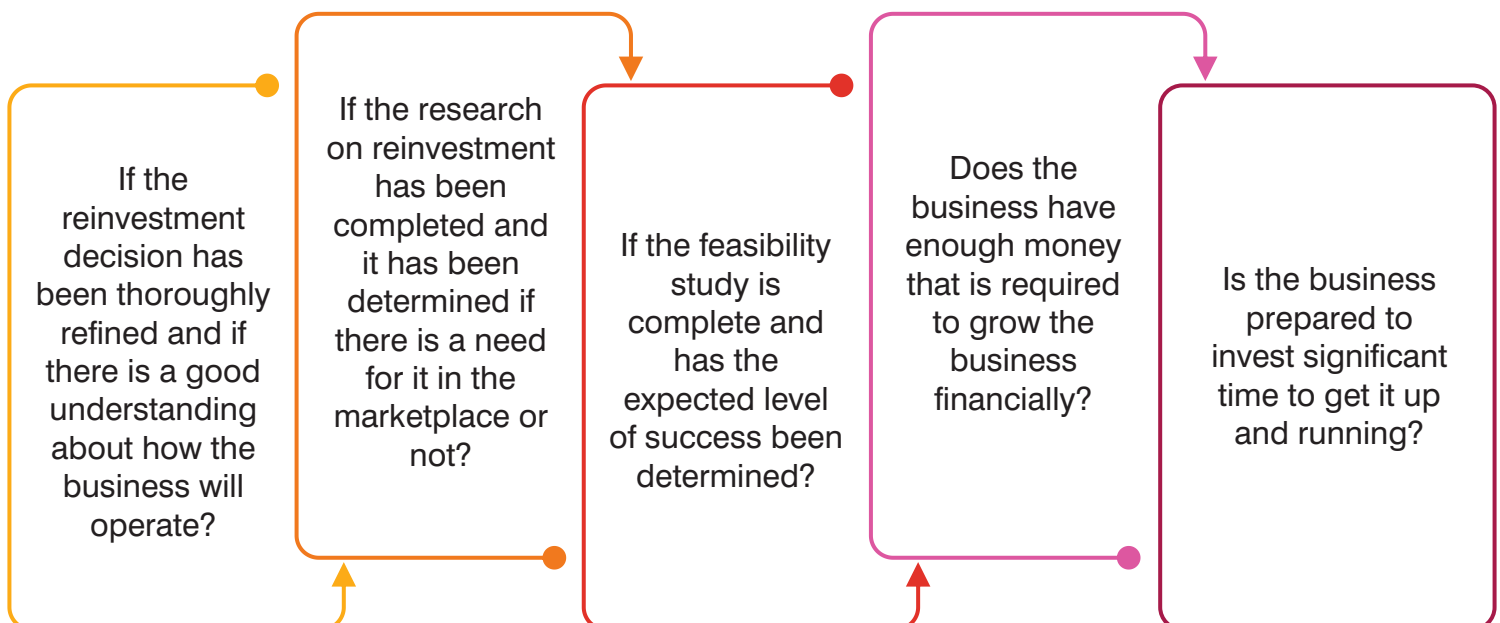 If the
reinvestment
decision has
been thoroughly
refined and if
there is a good
understanding
about how the
business will
operate?
If the research
on reinvestment
has been
completed and
it has been
determined if
there is a need
for it in the
marketplace or
not?
If the feasibility
study is
complete and
has the
expected level
of success been
determined?
Does the
business have
enough money
that is required
to grow the
business
financially?
Is the business
prepared to
invest significant
time to get it up
and running?